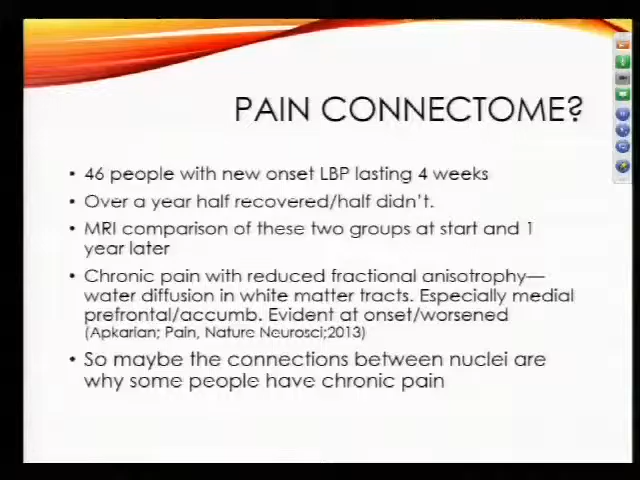 PAIN CONNECTOME?
• 46 people with new onset LBP lasting 4 weeks
• Over a year half recovered/half didn't.
• MRI comparison of these two groups at start and 1
year later
• Chronic pain with reduced fractional anisotrophy—
water diffusion in white matter tracts. Especially medial
prefrontal/accumb. Evident at onset/worsened
(Apkarian; Pain, Nature Neurosci;2013)
• So maybe the connections between nuclei are
why some people have chronic pain